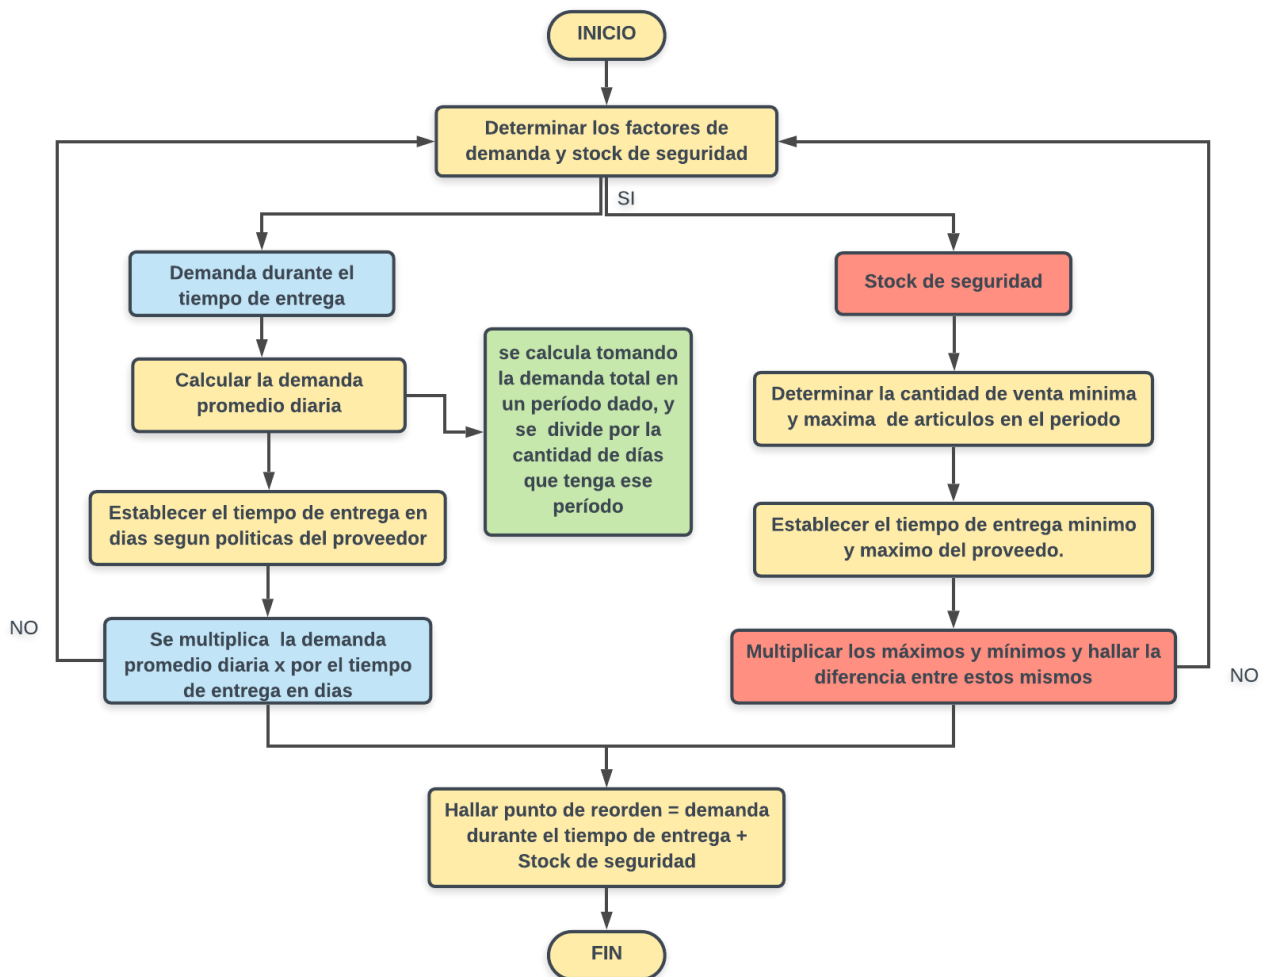 INICIO
Determinar los factores de
demanda y stock de seguridad
SI
Demanda durante el
tiempo de entrega
Calcular la demanda
promedio diaria
se calcula tomando
la demanda total en
un período dado, y
se divide por la
cantidad de días
que tenga ese
período
Establecer el tiempo de entrega en
dias segun politicas del proveedor
NO
Se multiplica la demanda
promedio diaria x por el tiempo
de entrega en dias
Stock de seguridad
Determinar la cantidad de venta minima
y maxima de articulos en el periodo
Establecer el tiempo de entrega minimo
y maximo del proveedo.
Multiplicar los máximos y mínimos y hallar la
diferencia entre estos mismos
NO
Hallar punto de reorden = demanda
durante el tiempo de entrega +
Stock de seguridad
FIN